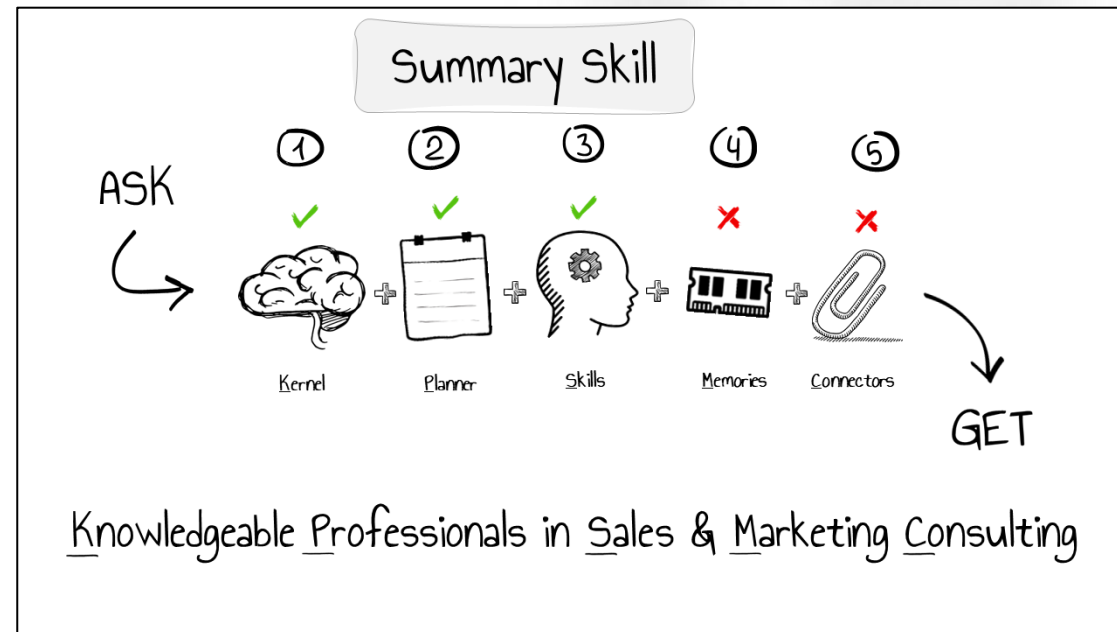 Summary Skill
1 2 3 4 5
ASK
Kernel Planner Skills Memories Connectors
GET
Knowledgeable Professionals in Sales & Marketing Consulting